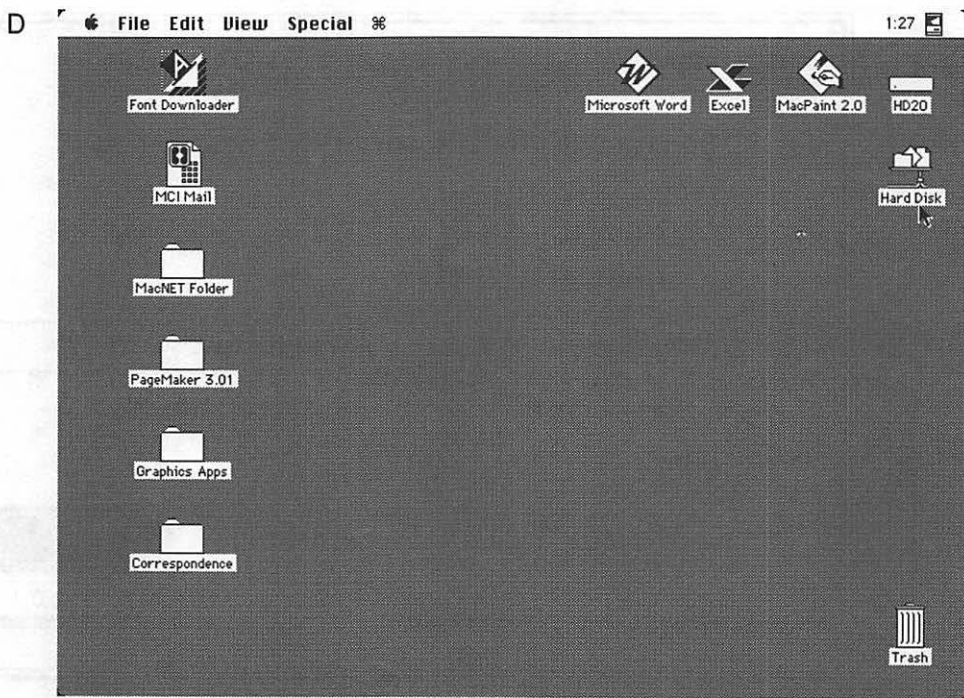 D
File Edit View Special ⌘ 1:27
Font Downloader
Microsoft Word
Excel
MacPaint 2.0
HD20
MCI Mail
Hard Disk
MacNET Folder
PageMaker 3.01
Graphics Apps
Correspondence
Trash